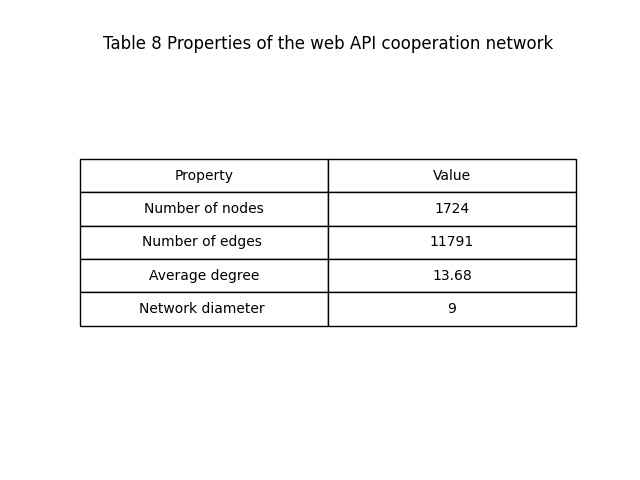 Table 8 Properties of the web API cooperation network
Property Value
Number of nodes 1724
Number of edges 11791
Average degree 13.68
Network diameter 9